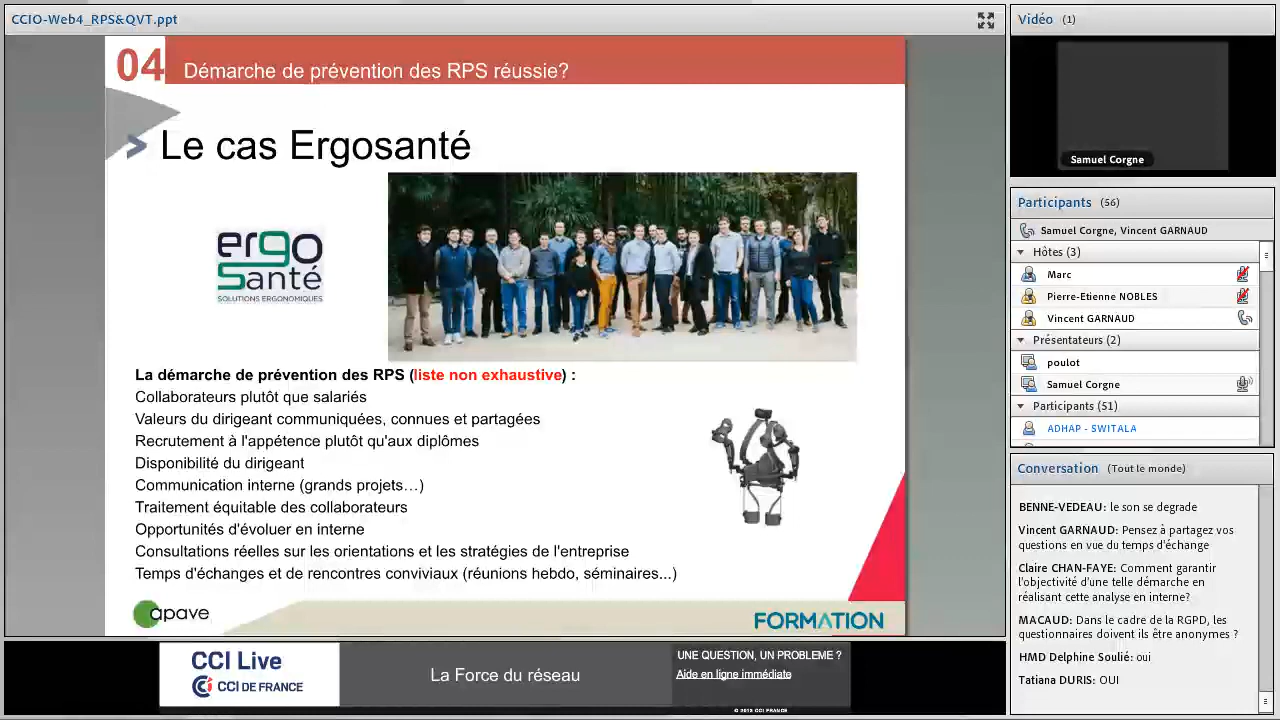 CCIO-Web4_RPS&QVT.ppt
04
Démarche de prévention des RPS réussie?
> Le cas Ergosanté
ergo
Santé
SOLUTIONS ERGONOMIQUES
La démarche de prévention des RPS (liste non exhaustive) :
Collaborateurs plutôt que salariés
Valeurs du dirigeant communiquées, connues et partagées
Recrutement à l'appétence plutôt qu'aux diplômes
Disponibilité du dirigeant
Communication interne (grands projets…)
Traitement équitable des collaborateurs
Opportunités d'évoluer en interne
Consultations réelles sur les orientations et les stratégies de l'entreprise
Temps d'échanges et de rencontres conviviaux (réunions hebdo, séminaires...)
apave
FORMATION
CCI Live
CCI DE FRANCE
La Force du réseau
UNE QUESTION, UN PROBLEME ?
Aide en ligne immédiate
© 2012 CCI FRANCE
Vidéo (1)
Samuel Corgne
Participants (56)
Samuel Corgne, Vincent GARNAUD
Hôtes (3)
Marc
Pierre-Etienne NOBLES
Vincent GARNAUD
Présentateurs (2)
poulot
Samuel Corgne
Participants (51)
ADHAP - SWITALA
Conversation (Tout le monde)
BENNE-VEDEAU: le son se degrade
Vincent GARNAUD: Pensez à partagez vos
questions en vue du temps d'échange
Claire CHAN-FAYE: Comment garantir
l'objectivité d'une telle démarche en
réalisant cette analyse en interne?
MACAUD: Dans le cedre de la RGPD, les
questionnaires doivent ils être anonymes ?
HMD Delphine Soulié: oui
Tatiana DURIS: OUI